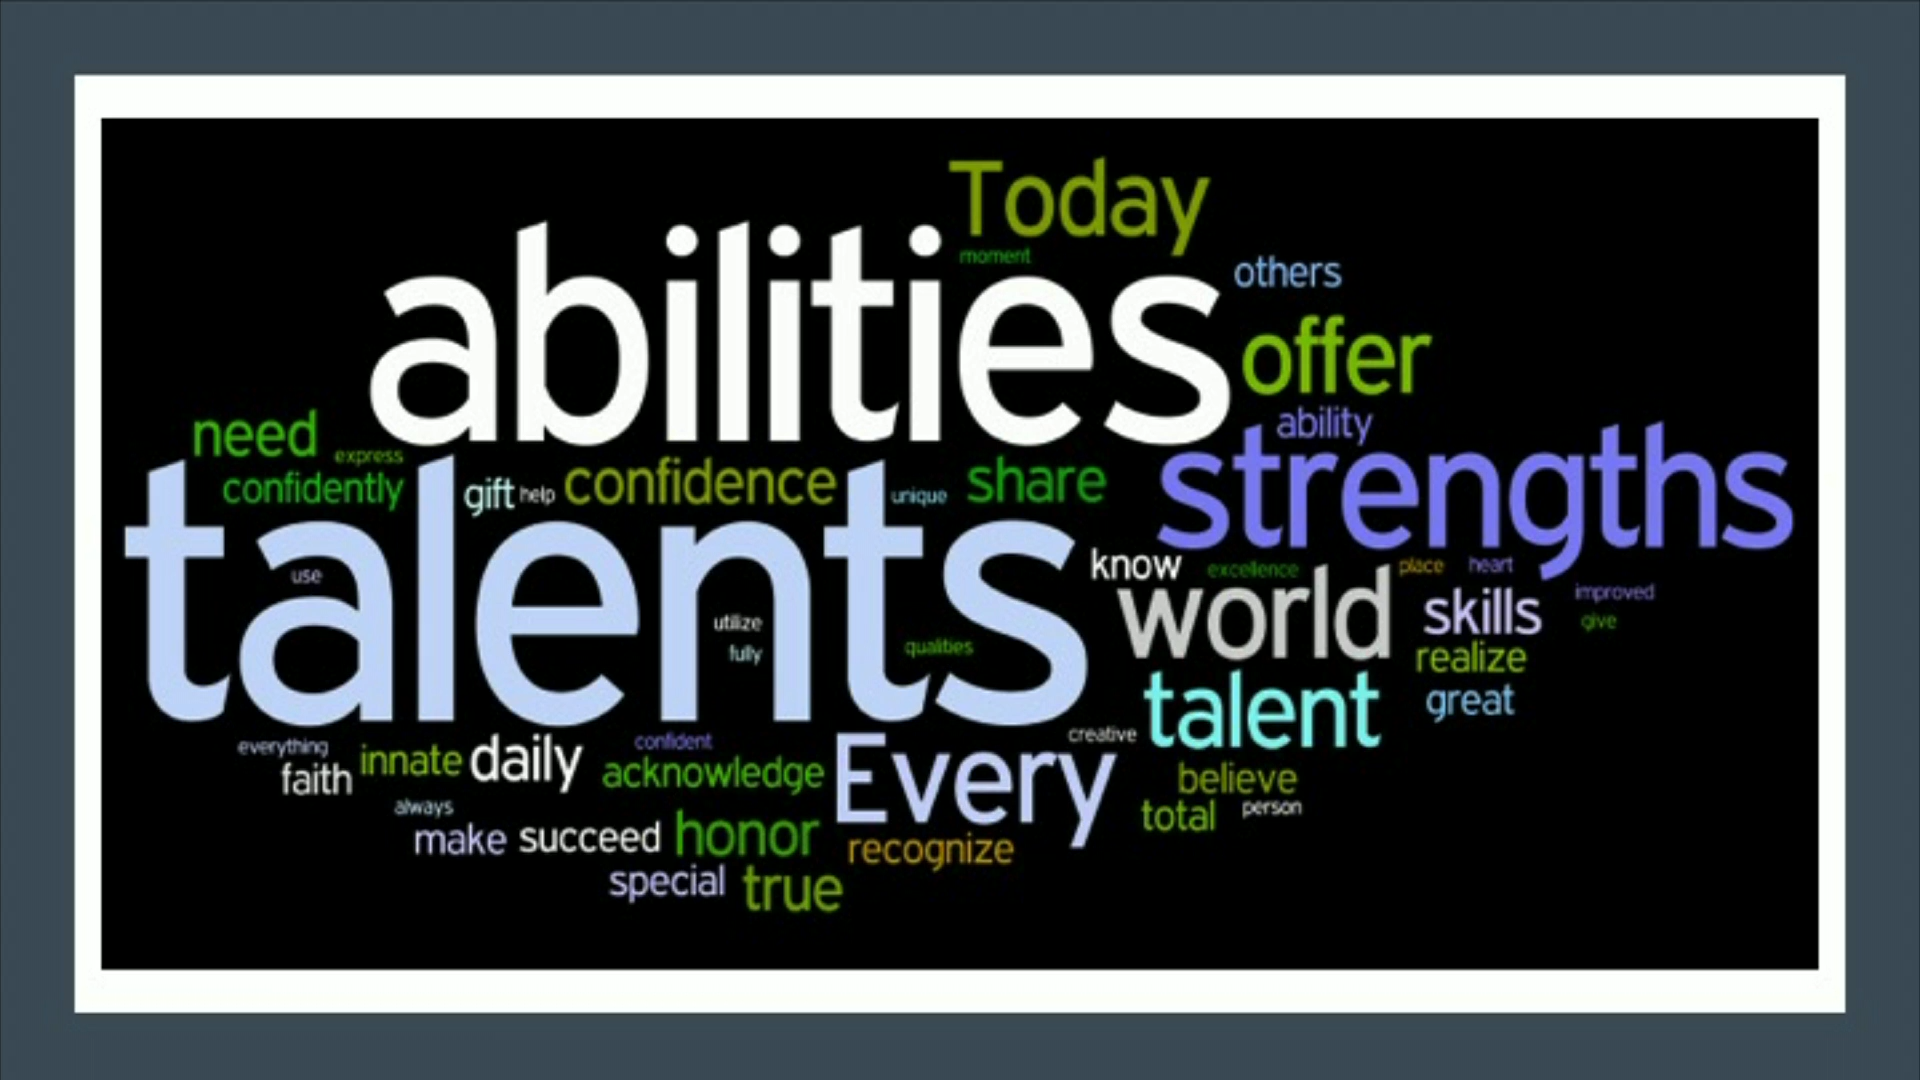 Today
moment
abilities
others
offer
ability
need
express
strengths
confidently
gift
help
confidence
unique
share
talents
know
excellence
place
heart
use
improved
world
skills
give
utilize
fully
qualities
realize
talent
great
everything
innate
daily
confident
creative
Every
faith
acknowledge
believe
always
total
person
make
succeed
honor
recognize
special
true